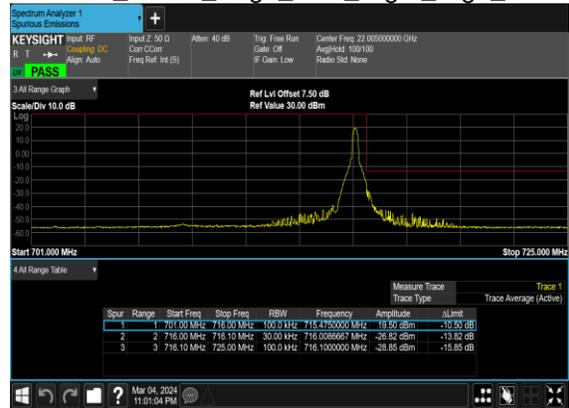 Spectrum Analyzer 1
Spurious Emissions
KEYSIGHT Input: RF Input Z: 50 Ω Atten: 40 dB Trig: Free Run Center Freq: 22.005000000 GHz
R T Coupling: DC Corr CCorr Gate: Off Avg|Hold: 100/100
Align: Auto Freq Ref: Int (S) IF Gain: Low Radio Std: None
PASS
3 All Range Graph
Ref Lvl Offset 7.50 dB
Scale/Div 10.0 dB Ref Value 30.00 dBm
Log
20.0
10.0
0.00
-10.0
-20.0
-30.0
-40.0
-50.0
-60.0
Start 701.000 MHz Stop 725.000 MHz
4 All Range Table
Measure Trace Trace 1
Trace Type Trace Average (Active)
Spur Range Start Freq Stop Freq RBW Frequency Amplitude ΔLimit
1 1 701.00 MHz 716.00 MHz 100.0 kHz 715.4750000 MHz 19.50 dBm -10.50 dB
2 2 716.00 MHz 716.10 MHz 30.00 kHz 716.0086667 MHz -26.82 dBm -13.82 dB
3 3 716.10 MHz 725.00 MHz 100.0 kHz 716.1000000 MHz -28.85 dBm -15.85 dB
Mar 04, 2024
11:01:04 PM